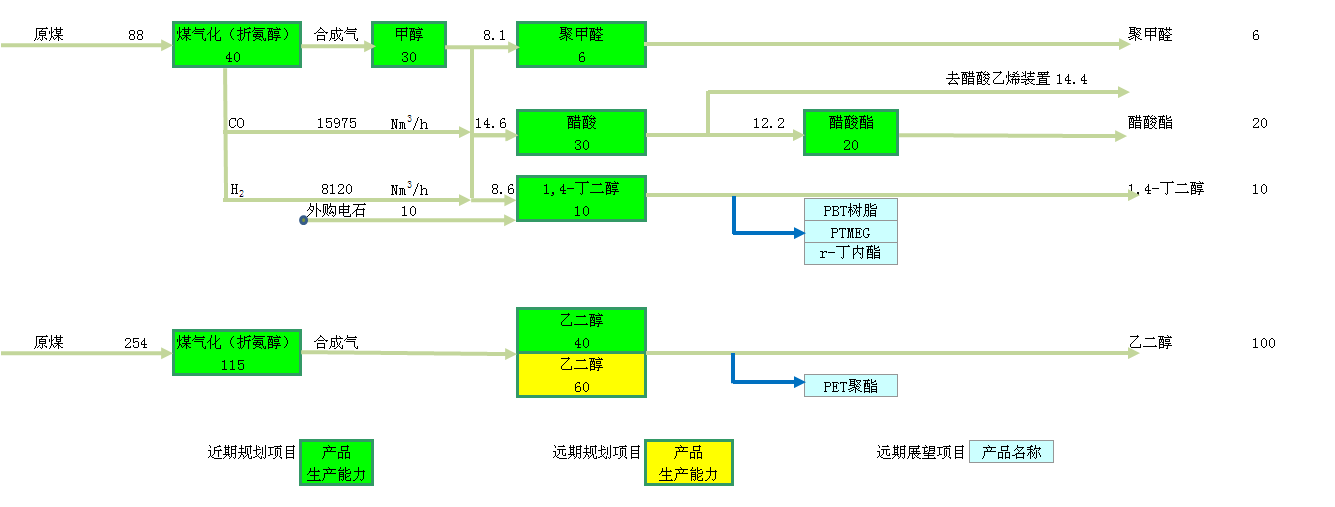 原煤 88 煤气化（折氨醇） 合成气 甲醇 8.1 聚甲醛 聚甲醛 6
40 30 6
去醋酸乙烯装置 14.4
CO 15975 Nm³/h 14.6 醋酸 12.2 醋酸酯 醋酸酯 20
30 20
H₂ 8120 Nm³/h 8.6 1,4-丁二醇 1,4-丁二醇 10
外购电石 10 10
PBT树脂
PTMEG
r-丁内酯
乙二醇
原煤 254 煤气化（折氨醇） 合成气 40 乙二醇 100
115 乙二醇
60 PET聚酯
近期规划项目 产品 远期规划项目 产品 远期展望项目 产品名称
生产能力 生产能力